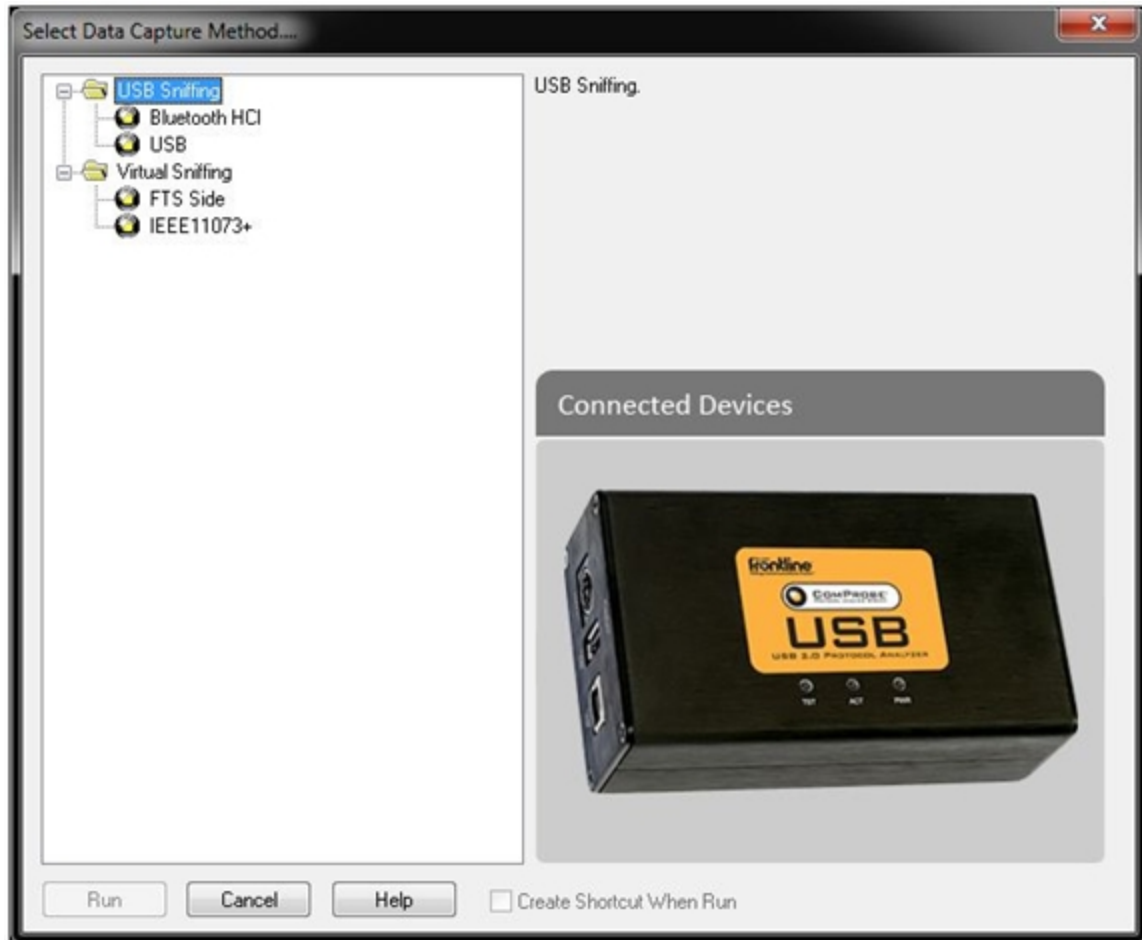 Select Data Capture Method....
USB Sniffing
Bluetooth HCI
USB
Virtual Sniffing
FTS Side
IEEE11073+
USB Sniffing.
Connected Devices
frontline
COMPROBE
USB
USB 2.0 PROTOCOL ANALYZER
TST ACT PWR
Run
Cancel
Help
Create Shortcut When Run